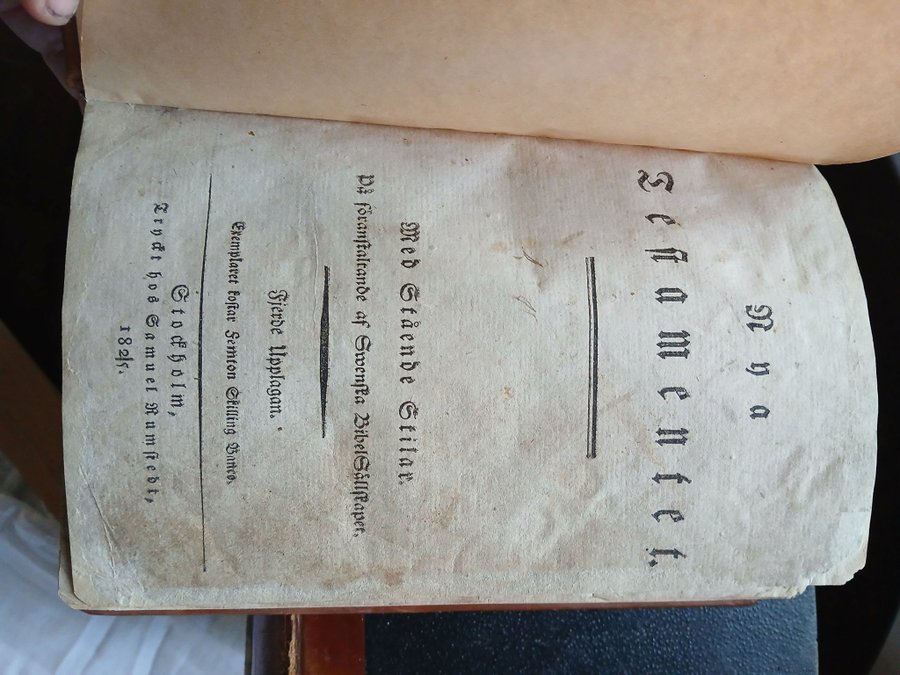 Nya
Testamentet.
Med Stående Stilar.
På föranstaltande af Swenska BibelSällskapet.
Fjerde Upplagan.
Exemplaret kostar Femton Skilling Banco.
Stockholm,
Tryckt hos Samuel Rumstedt,
1825.